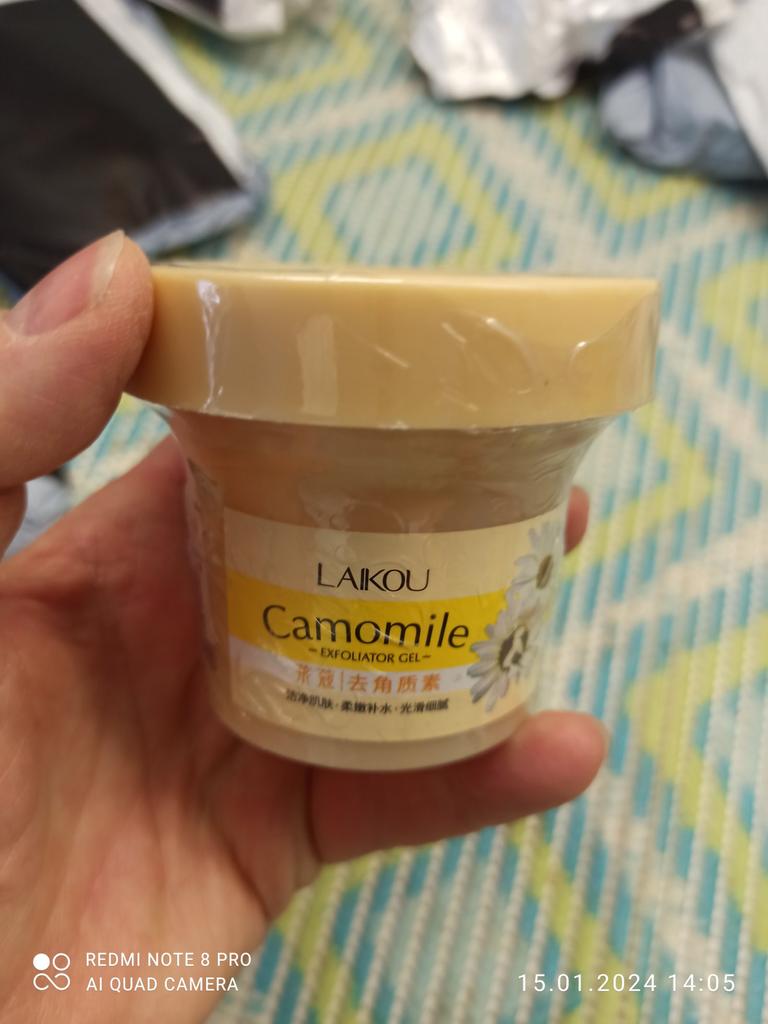 LAIKOU
Camomile
- EXFOLIATOR GEL -
莱蔻|去角质素
洁净肌肤·柔嫩补水·光滑细腻
REDMI NOTE 8 PRO
AI QUAD CAMERA
15.01.2024 14:05